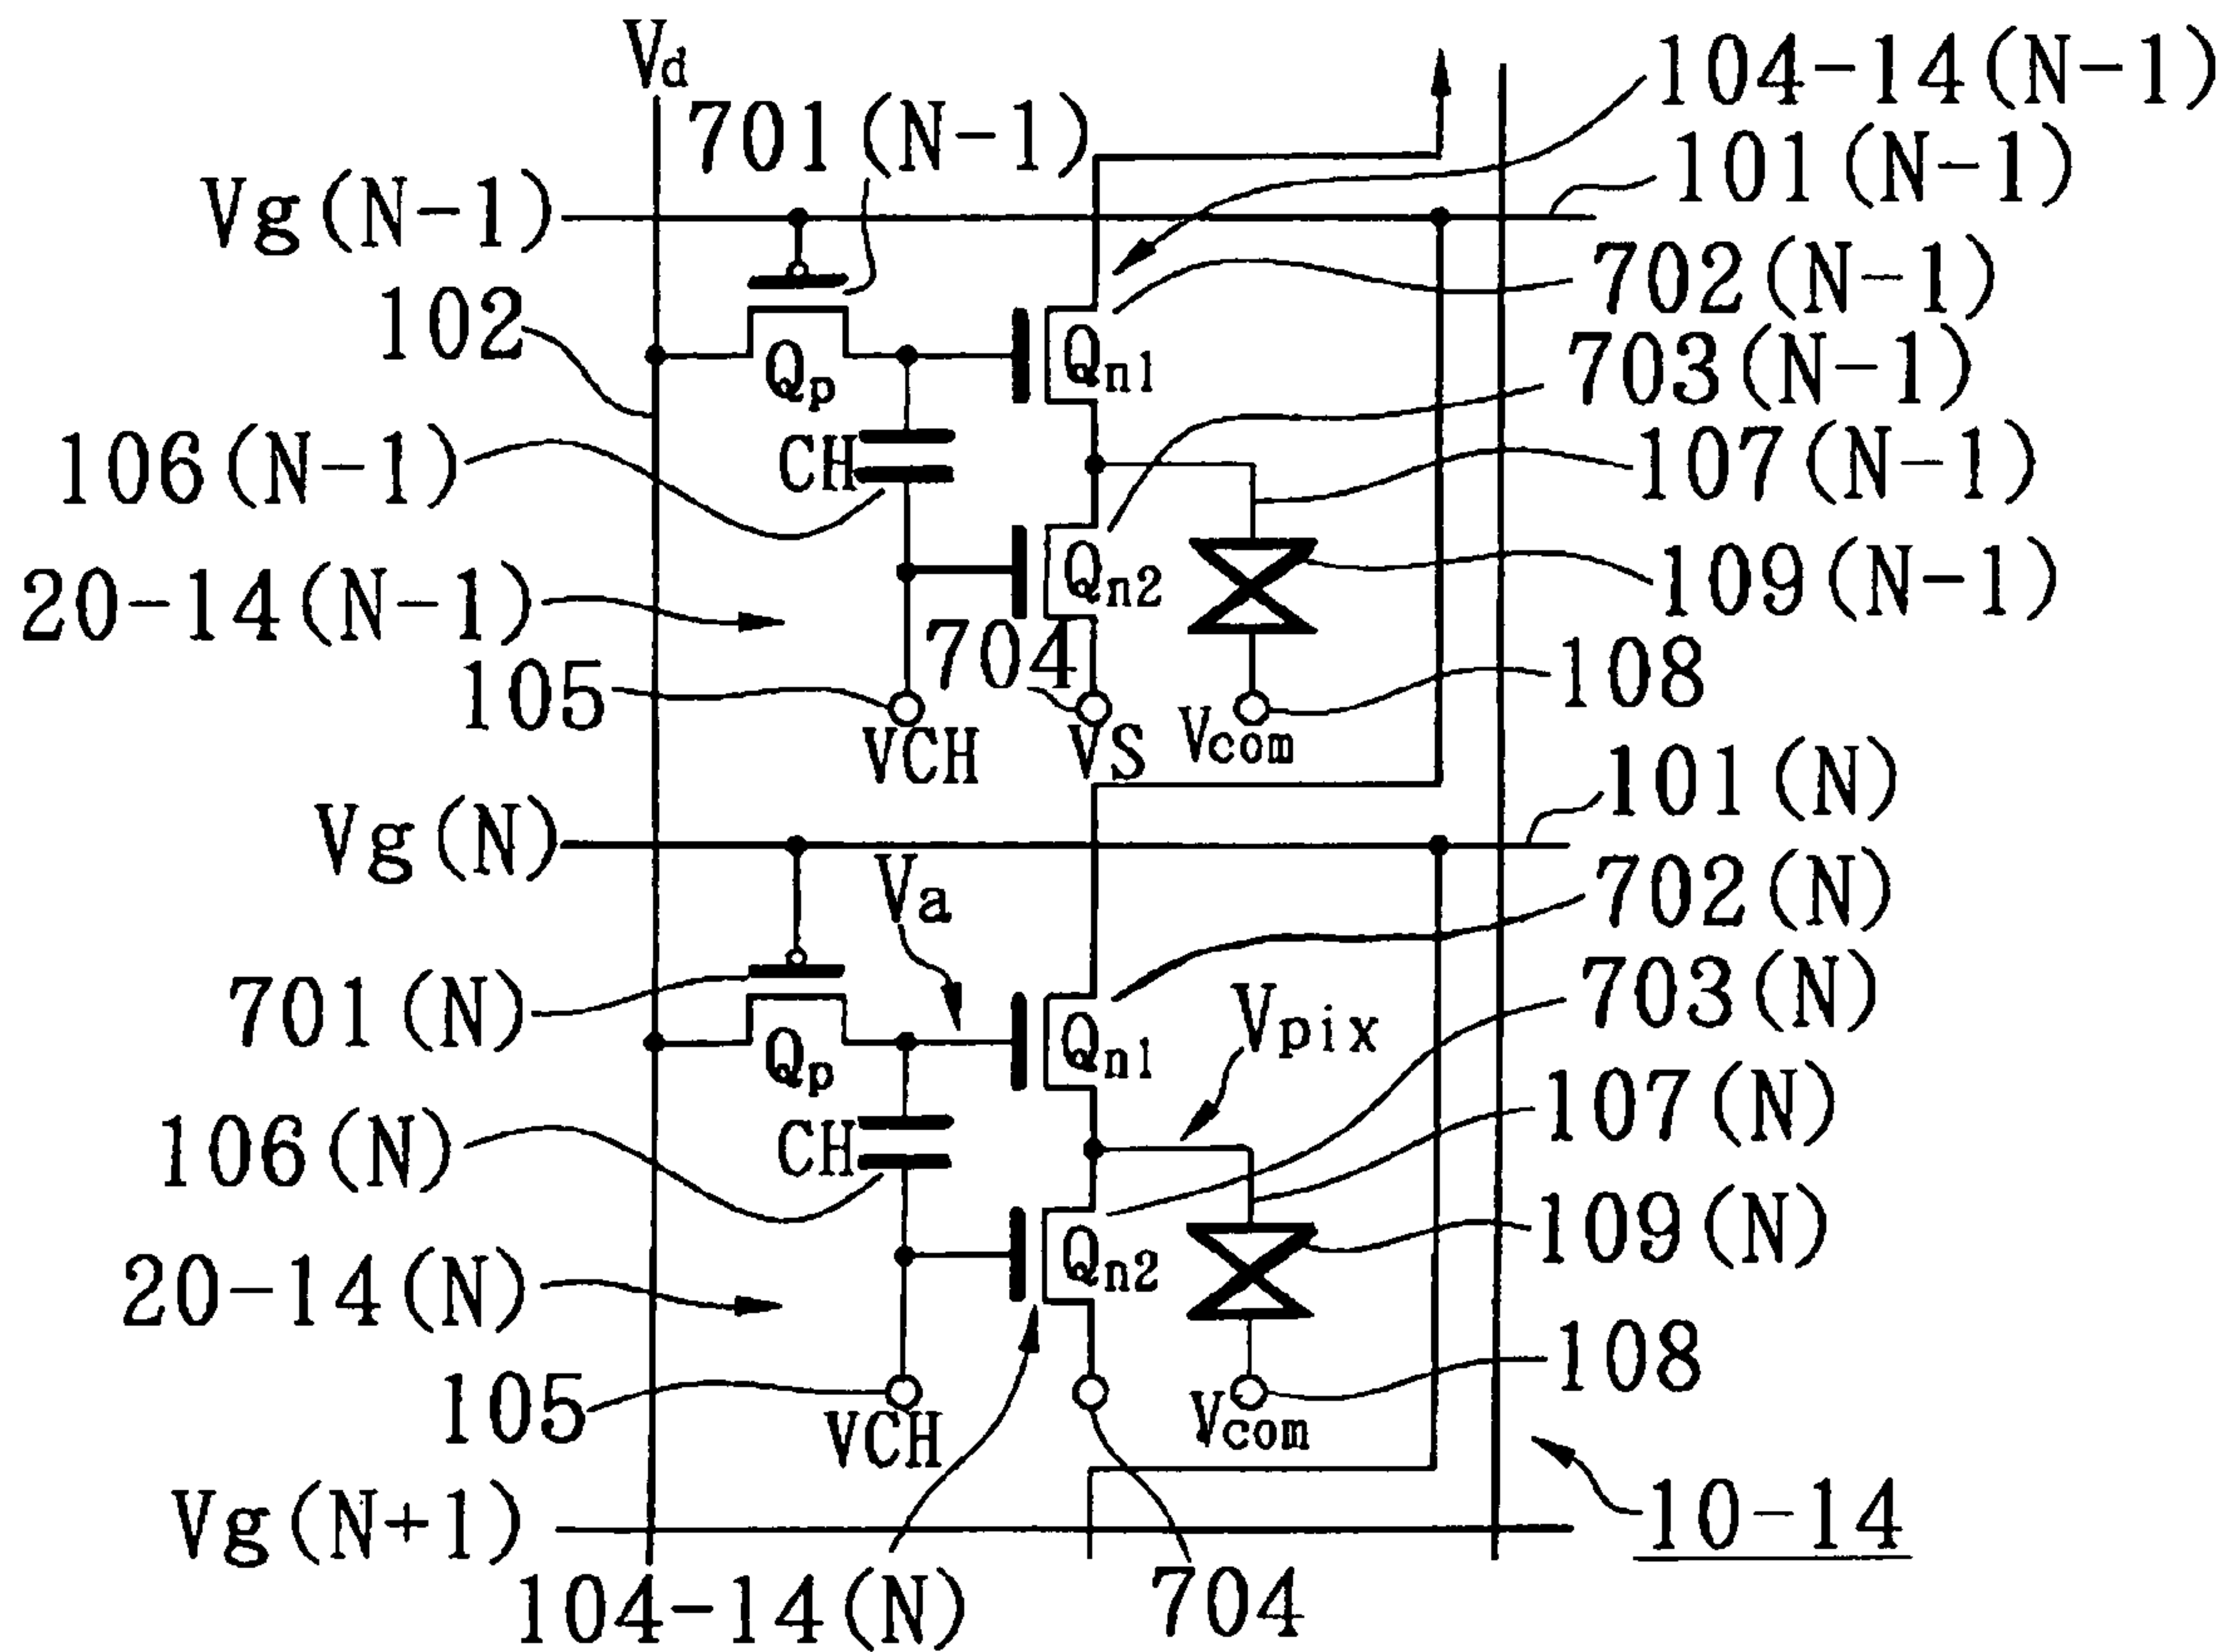 Vd
104-14(N-1)
701(N-1)
101(N-1)
Vg(N-1)
702(N-1)
102
Qp
Qn1
703(N-1)
106(N-1)
CH
107(N-1)
20-14(N-1)
Qn2
109(N-1)
704
105
108
VCH
VS
Vcom
101(N)
Vg(N)
Va
702(N)
701(N)
703(N)
Qp
Qn1
Vpix
107(N)
106(N)
CH
109(N)
20-14(N)
Qn2
108
105
VCH
Vcom
Vg(N+1)
10-14
104-14(N)
704